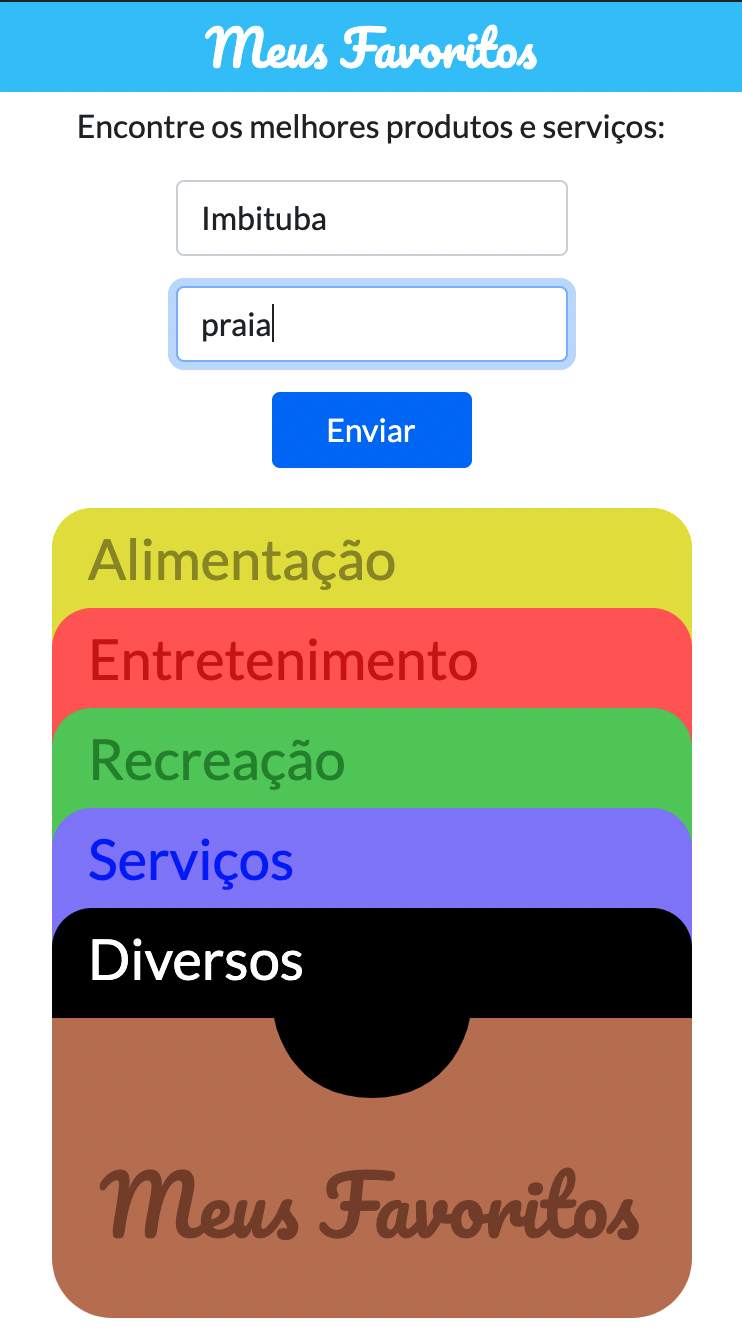 Meus Favoritos
Encontre os melhores produtos e serviços:
Imbituba
praia
Enviar
Alimentação
Entretenimento
Recreação
Serviços
Diversos
Meus Favoritos